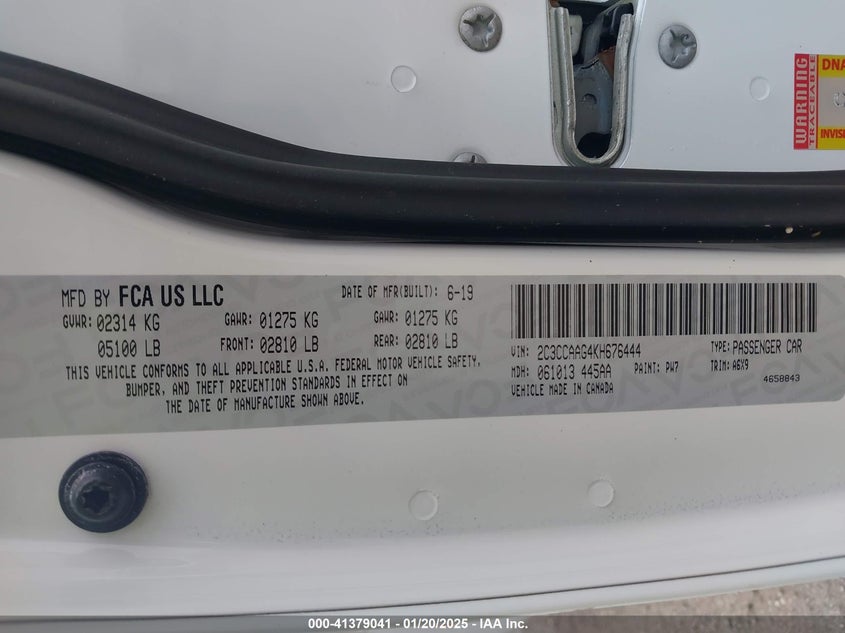 DNA
WARNING
TRACEABLE
INVISI
MFD BY FCA US LLC
DATE OF MFR(BUILT): 6-19
GVWR: 02314 KG GAWR: 01275 KG GAWR: 01275 KG
05100 LB FRONT: 02810 LB REAR: 02810 LB
THIS VEHICLE CONFORMS TO ALL APPLICABLE U.S.A. FEDERAL MOTOR VEHICLE SAFETY,
BUMPER, AND THEFT PREVENTION STANDARDS IN EFFECT ON
THE DATE OF MANUFACTURE SHOWN ABOVE.
VIN: 2C3CCAAG4KH676444 TYPE: PASSENGER CAR
MDH: 061013 445AA PAINT: PW7 TRIM: A6X9
VEHICLE MADE IN CANADA
4658843
000-41379041 - 01/20/2025 - IAA Inc.